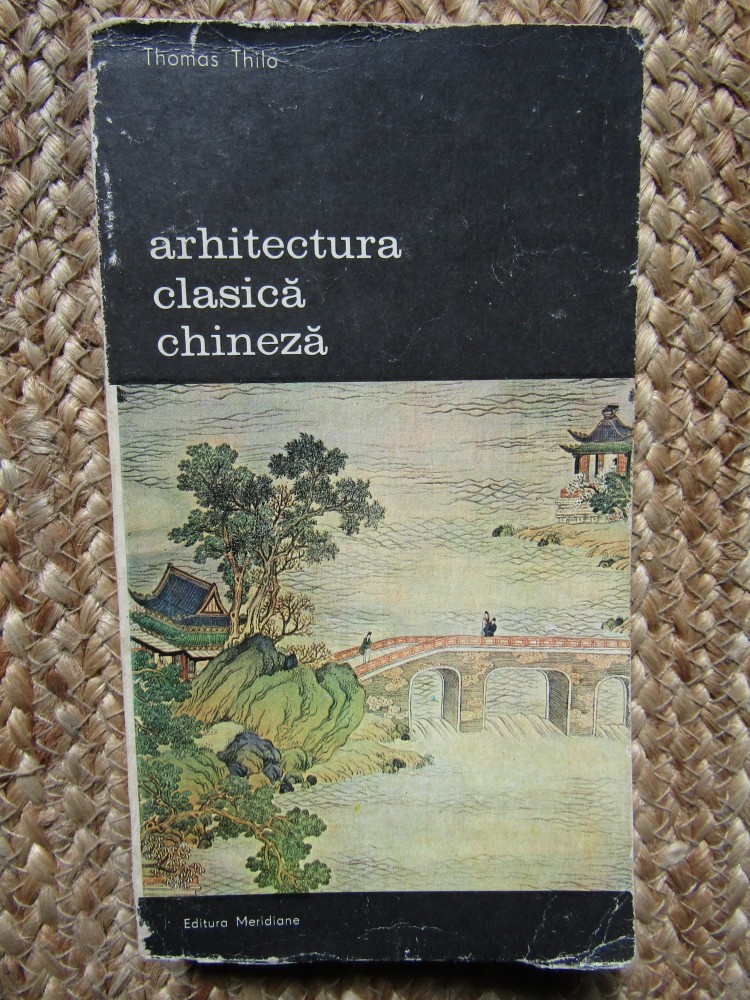 Thomas Thilo
arhitectura
clasică
chineză
Editura Meridiane